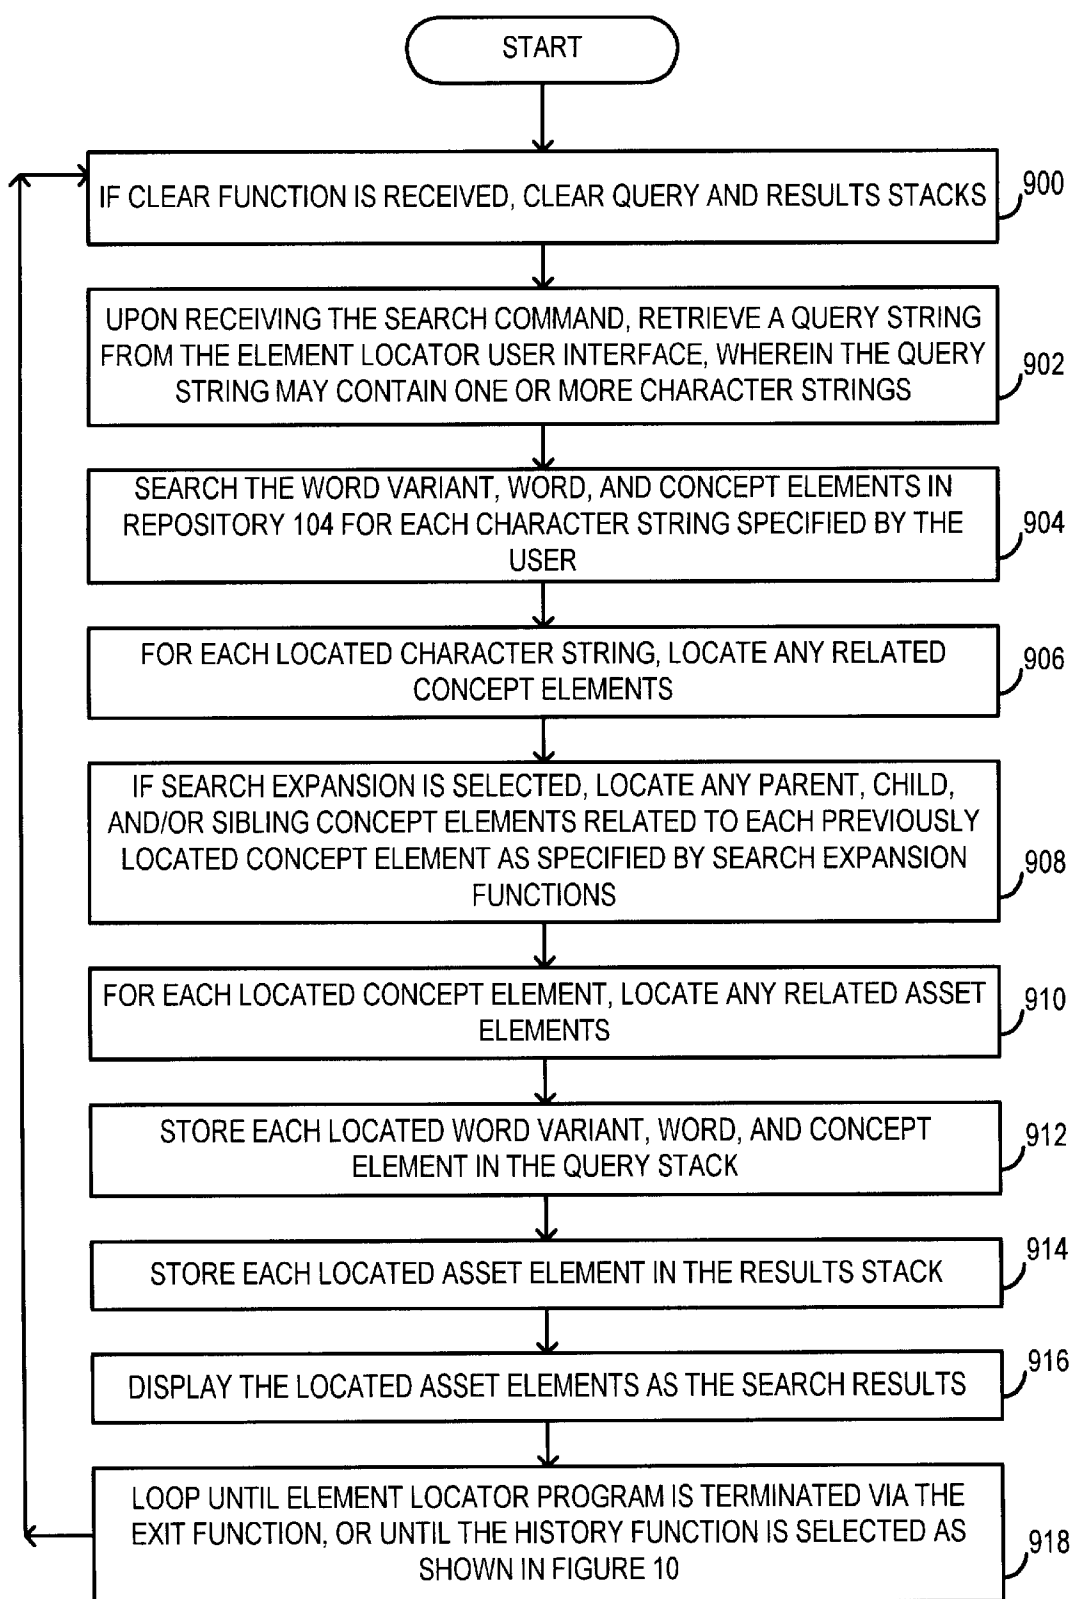 START
IF CLEAR FUNCTION IS RECEIVED, CLEAR QUERY AND RESULTS STACKS
900
UPON RECEIVING THE SEARCH COMMAND, RETRIEVE A QUERY STRING
FROM THE ELEMENT LOCATOR USER INTERFACE, WHEREIN THE QUERY
STRING MAY CONTAIN ONE OR MORE CHARACTER STRINGS
902
SEARCH THE WORD VARIANT, WORD, AND CONCEPT ELEMENTS IN
REPOSITORY 104 FOR EACH CHARACTER STRING SPECIFIED BY THE
USER
904
FOR EACH LOCATED CHARACTER STRING, LOCATE ANY RELATED
CONCEPT ELEMENTS
906
IF SEARCH EXPANSION IS SELECTED, LOCATE ANY PARENT, CHILD,
AND/OR SIBLING CONCEPT ELEMENTS RELATED TO EACH PREVIOUSLY
LOCATED CONCEPT ELEMENT AS SPECIFIED BY SEARCH EXPANSION
FUNCTIONS
908
FOR EACH LOCATED CONCEPT ELEMENT, LOCATE ANY RELATED ASSET
ELEMENTS
910
STORE EACH LOCATED WORD VARIANT, WORD, AND CONCEPT
ELEMENT IN THE QUERY STACK
912
STORE EACH LOCATED ASSET ELEMENT IN THE RESULTS STACK
914
DISPLAY THE LOCATED ASSET ELEMENTS AS THE SEARCH RESULTS
916
LOOP UNTIL ELEMENT LOCATOR PROGRAM IS TERMINATED VIA THE
EXIT FUNCTION, OR UNTIL THE HISTORY FUNCTION IS SELECTED AS
SHOWN IN FIGURE 10
918